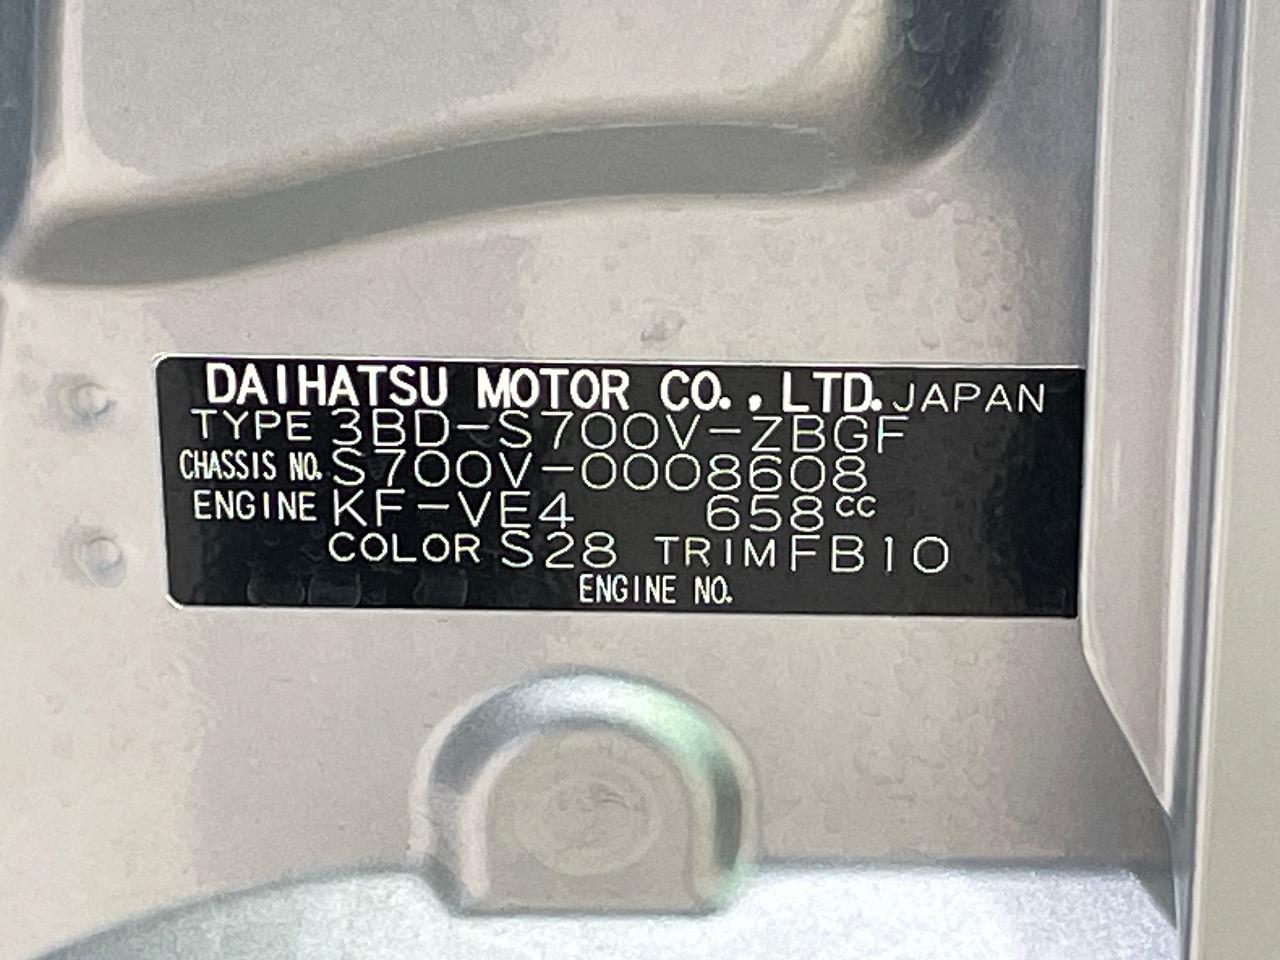 DAIHATSU MOTOR CO., LTD. JAPAN
TYPE 3BD-S700V-ZBGF
CHASSIS NO. S700V-0008608
ENGINE KF-VE4 658cc
COLOR S28 TRIM FB10
ENGINE NO.